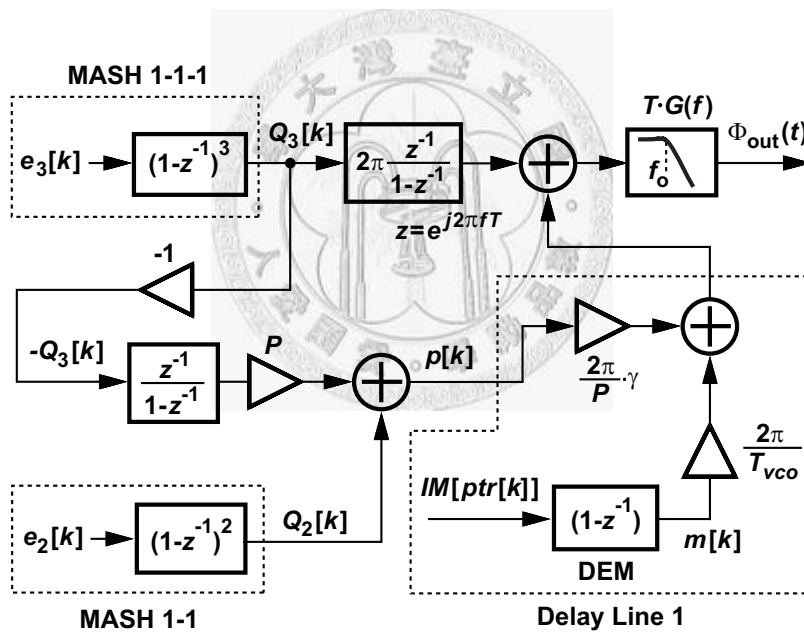 MASH 1-1-1
e3[k]
(1-z^-1)^3
Q3[k]
2π z^-1 / 1-z^-1
z=e^j2πfT
T·G(f)
fo
Φout(t)
-1
-Q3[k]
z^-1 / 1-z^-1
P
p[k]
2π/P ·γ
2π/Tvco
e2[k]
(1-z^-1)^2
Q2[k]
MASH 1-1
IM[ptr[k]]
(1-z^-1)
m[k]
DEM
Delay Line 1